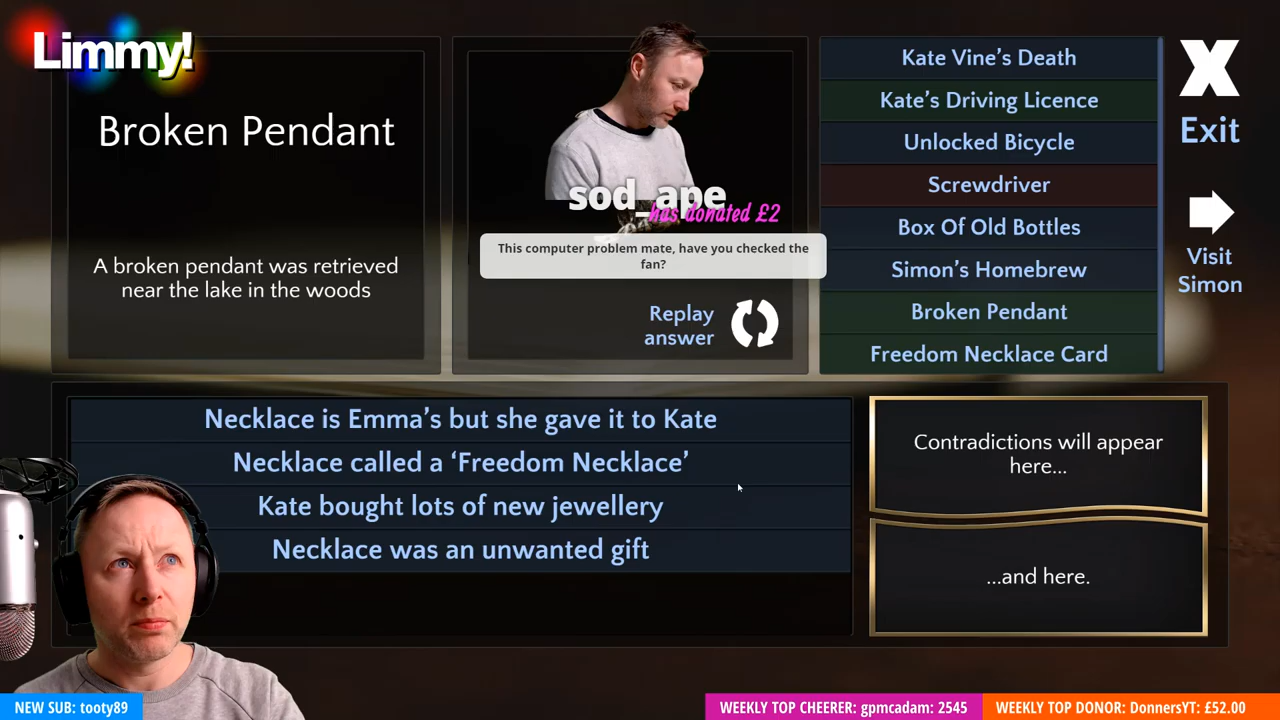 Limmy!
Broken Pendant
A broken pendant was retrieved
near the lake in the woods
sod_ape
has donated £2
This computer problem mate, have you checked the
fan?
Replay
answer
Kate Vine's Death
Kate's Driving Licence
Unlocked Bicycle
Screwdriver
Box Of Old Bottles
Simon's Homebrew
Broken Pendant
Freedom Necklace Card
X
Exit
Visit
Simon
Necklace is Emma's but she gave it to Kate
Necklace called a ‘Freedom Necklace’
Kate bought lots of new jewellery
Necklace was an unwanted gift
Contradictions will appear
here...
...and here.
NEW SUB: tooty89
WEEKLY TOP CHEERER: gpmcadam: 2545
WEEKLY TOP DONOR: DonnersYT: £52.00